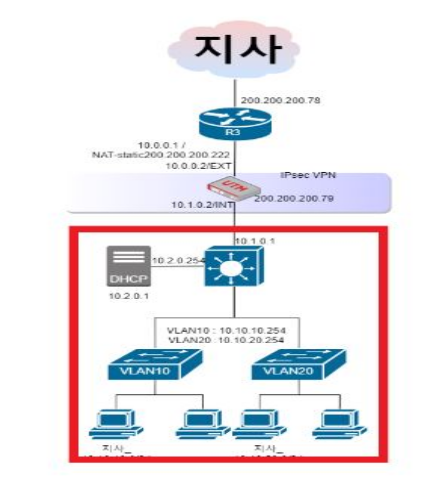 지사
200.200.200.78
R3
10.0.0.1 /
NAT-static200.200.200.222
10.0.0.2/EXT
IPsec VPN
UTM
10.1.0.2/INT
200.200.200.79
10.1.0.1
10.2.0.254
DHCP
10.2.0.1
VLAN10 : 10.10.10.254
VLAN20 :10.10.20.254
VLAN10
VLAN20
지사_
지사_